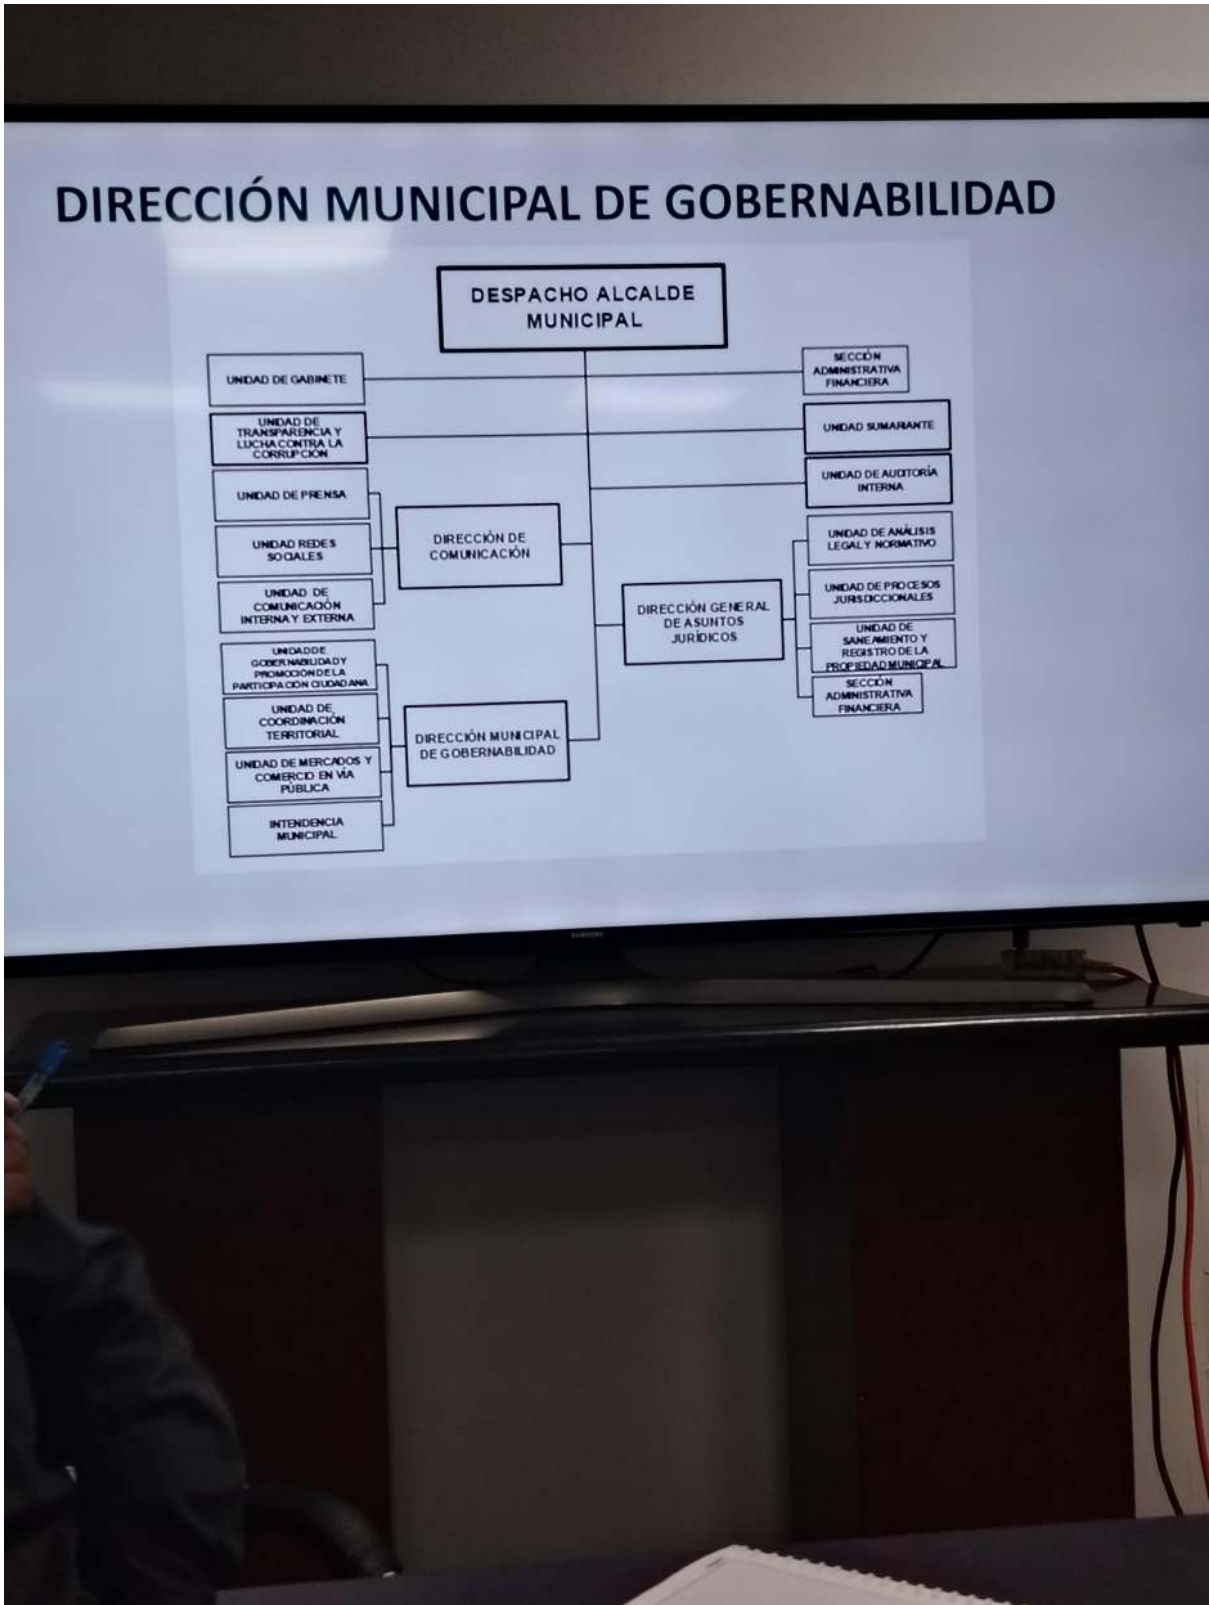 DIRECCIÓN MUNICIPAL DE GOBERNABILIDAD
DESPACHO ALCALDE
MUNICIPAL
UNIDAD DE GABINETE
SECCIÓN
ADMINISTRATIVA
FINANCIERA
UNIDAD DE
TRANSPARENCIA Y
LUCHA CONTRA LA
CORRUPCIÓN
UNIDAD SUMARIANTE
UNIDAD DE AUDITORÍA
INTERNA
UNIDAD DE PRENSA
UNIDAD REDES
SOCIALES
UNIDAD DE
COMUNICACIÓN
INTERNA Y EXTERNA
DIRECCIÓN DE
COMUNICACIÓN
DIRECCIÓN GENERAL
DE ASUNTOS
JURÍDICOS
UNIDAD DE ANÁLISIS
LEGAL Y NORMATIVO
UNIDAD DE PROCESOS
JURISDICCIONALES
UNIDAD DE
SANEAMIENTO Y
REGISTRO DE LA
PROPIEDAD MUNICIPAL
SECCIÓN
ADMINISTRATIVA
FINANCIERA
UNIDAD DE
GOBERNABILIDAD Y
PROMOCIÓN DE LA
PARTICIPACIÓN CIUDADANA
UNIDAD DE
COORDINACIÓN
TERRITORIAL
UNIDAD DE MERCADOS Y
COMERCIO EN VÍA
PÚBLICA
INTENDENCIA
MUNICIPAL
DIRECCIÓN MUNICIPAL
DE GOBERNABILIDAD
SAMSUNG